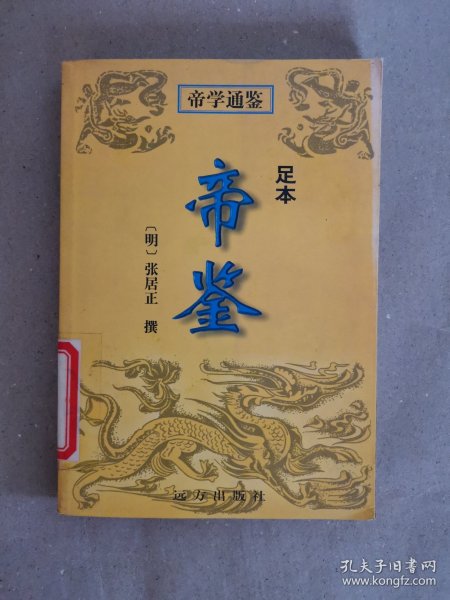 帝学通鉴
足本
帝鉴
〔明〕张居正 撰
远方出版社
孔夫子旧书网
www.kongfz.com